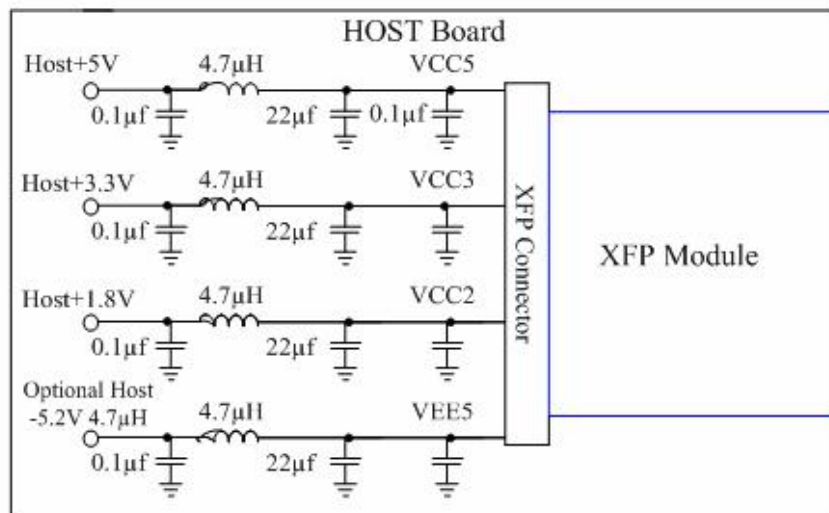 HOST Board
Host+5V
4.7µH
VCC5
0.1µf
22µf
0.1µf
Host+3.3V
4.7µH
VCC3
0.1µf
22µf
Host+1.8V
4.7µH
VCC2
0.1µf
22µf
Optional Host
-5.2V 4.7µH
4.7µH
VEE5
0.1µf
22µf
XFP Connector
XFP Module